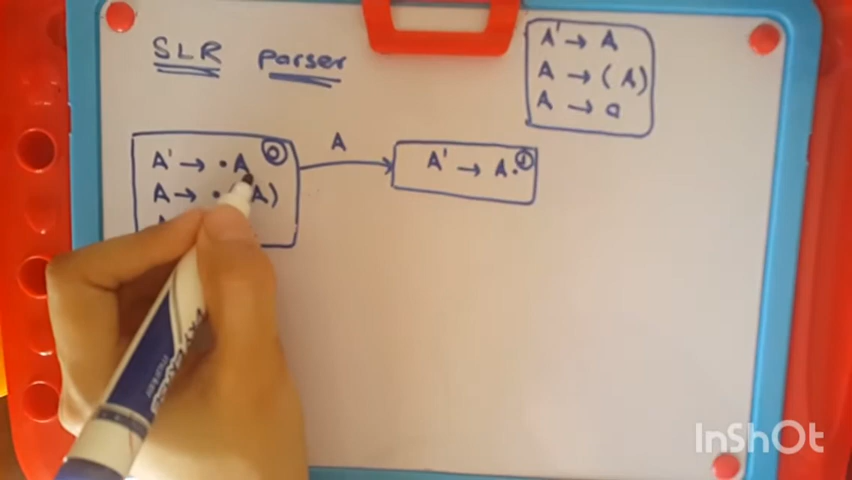 SLR Parser
A' → A
A → (A)
A → a
A' → •A 0
A → • A)
A
A' → A• 1
InShOt